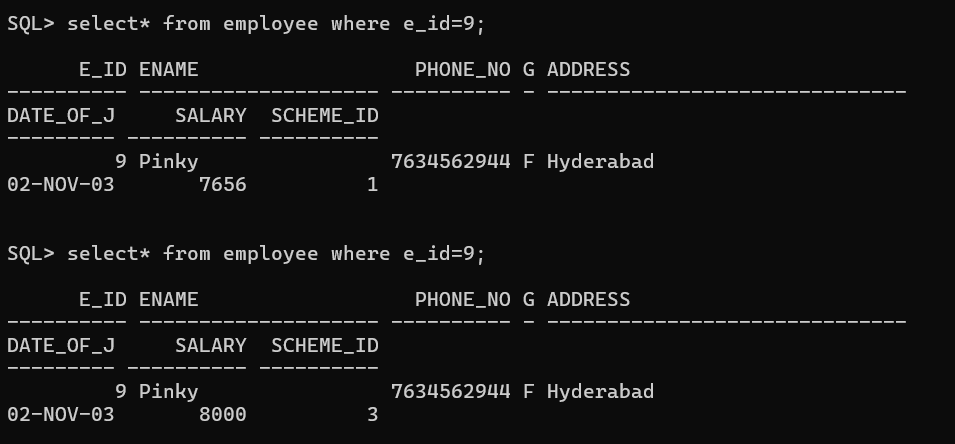 SQL> select* from employee where e_id=9;
      E_ID ENAME                  PHONE_NO G ADDRESS
---------- -------------------- ---------- - ------------------------------
DATE_OF_J     SALARY  SCHEME_ID
--------- ---------- ----------
         9 Pinky                7634562944 F Hyderabad
02-NOV-03       7656          1
SQL> select* from employee where e_id=9;
      E_ID ENAME                  PHONE_NO G ADDRESS
---------- -------------------- ---------- - ------------------------------
DATE_OF_J     SALARY  SCHEME_ID
--------- ---------- ----------
         9 Pinky                7634562944 F Hyderabad
02-NOV-03       8000          3